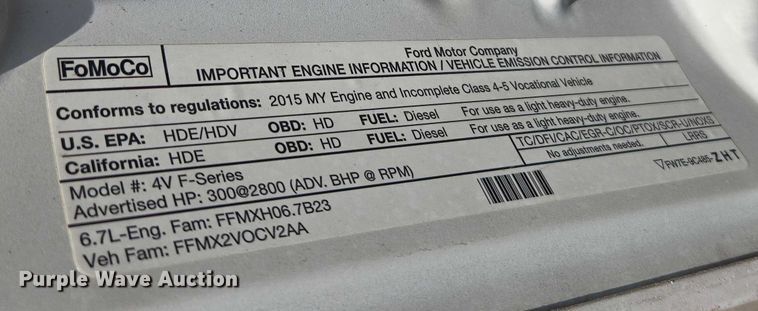 FoMoCo
Ford Motor Company
IMPORTANT ENGINE INFORMATION / VEHICLE EMISSION CONTROL INFORMATION
Conforms to regulations: 2015 MY Engine and Incomplete Class 4-5 Vocational Vehicle
U.S. EPA: HDE/HDV OBD: HD FUEL: Diesel For use as a light heavy-duty engine.
California: HDE OBD: HD FUEL: Diesel For use as a light heavy-duty engine.
Model #: 4V F-Series TC/DFI/CAC/EGR-C/OC/PTOX/SCR-U/NOXS
Advertised HP: 300@2800 (ADV. BHP @ RPM) No adjustments needed. LRRS
6.7L-Eng. Fam: FFMXH06.7B23 FW7E-9C485-ZHT
Veh Fam: FFMX2VOCV2AA
Purple Wave Auction